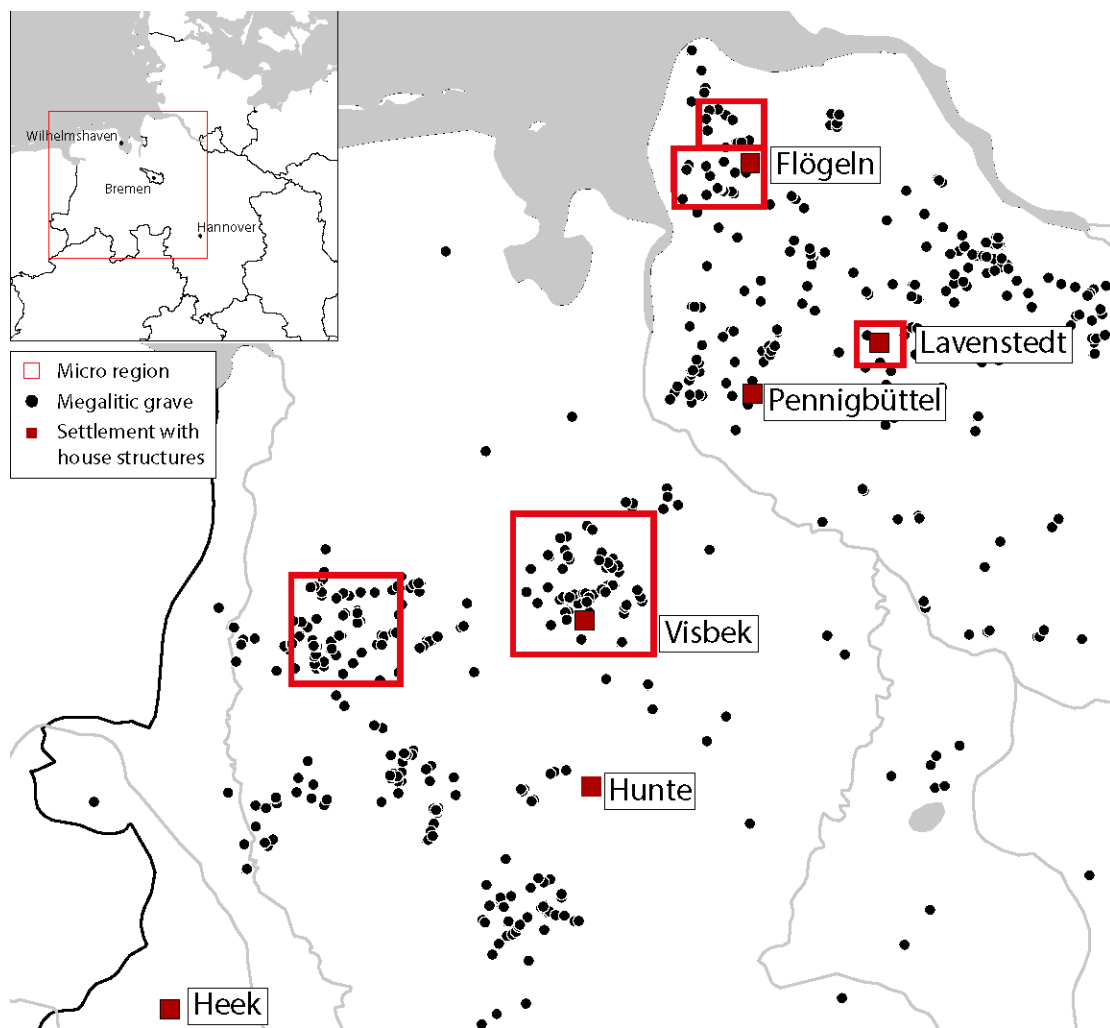 Wilhelmshaven
Bremen
Hannover
Micro region
Megalitic grave
Settlement with
house structures
Flögeln
Lavenstedt
Pennigbüttel
Visbek
Hunte
Heek